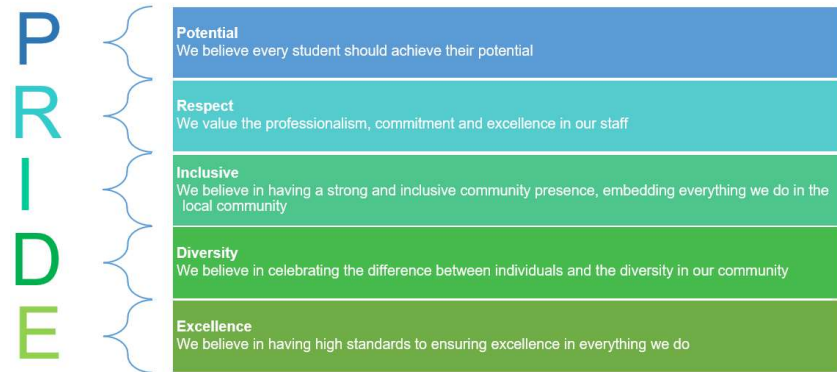 P
Potential
We believe every student should achieve their potential
R
Respect
We value the professionalism, commitment and excellence in our staff
I
Inclusive
We believe in having a strong and inclusive community presence, embedding everything we do in the
local community
D
Diversity
We believe in celebrating the difference between individuals and the diversity in our community
E
Excellence
We believe in having high standards to ensuring excellence in everything we do